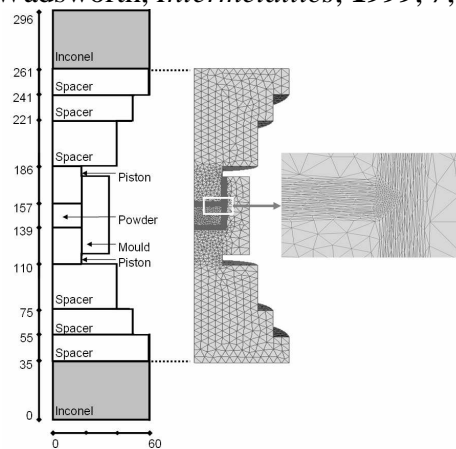 Wadsworth, Intermetallics, 1999, 7,
296
Inconel
261
Spacer
241
Spacer
221
Spacer
186
Piston
157
Powder
139
Mould
Piston
110
Spacer
75
Spacer
55
Spacer
35
Inconel
0
0 60